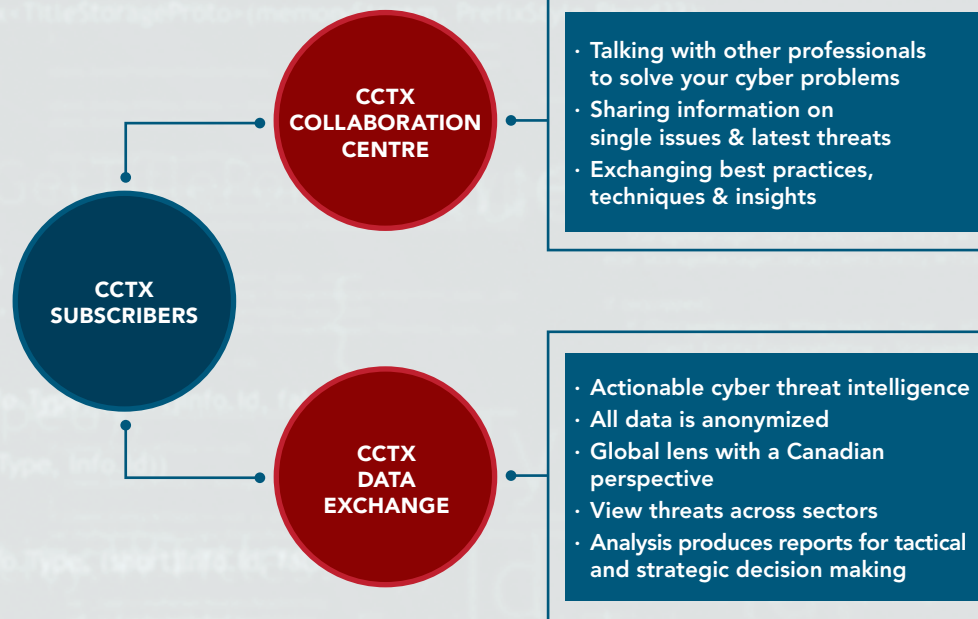 CCTX
COLLABORATION
CENTRE
· Talking with other professionals
to solve your cyber problems
· Sharing information on
single issues & latest threats
· Exchanging best practices,
techniques & insights
CCTX
SUBSCRIBERS
CCTX
DATA
EXCHANGE
· Actionable cyber threat intelligence
· All data is anonymized
· Global lens with a Canadian
perspective
· View threats across sectors
· Analysis produces reports for tactical
and strategic decision making